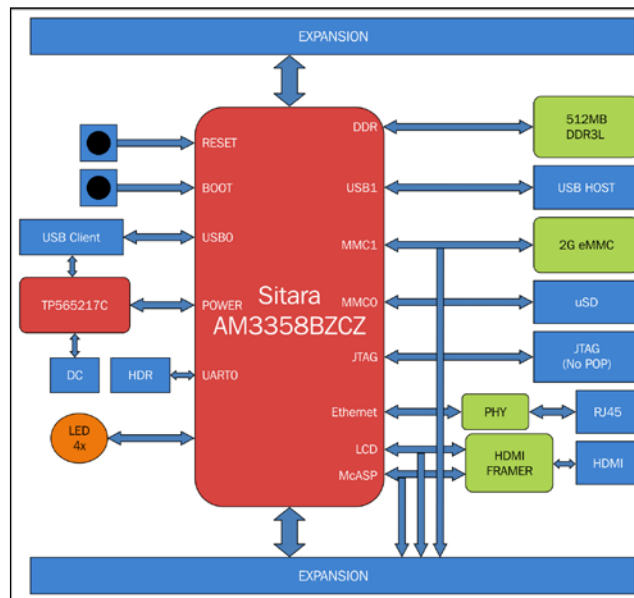 EXPANSION
RESET
BOOT
USB Client
USB0
TP565217C
POWER
DC
HDR
UART0
LED
4x
Sitara
AM3358BZCZ
DDR
512MB
DDR3L
USB1
USB HOST
MMC1
2G eMMC
MMC0
uSD
JTAG
JTAG
(No POP)
Ethernet
PHY
RJ45
LCD
McASP
HDMI
FRAMER
HDMI
EXPANSION